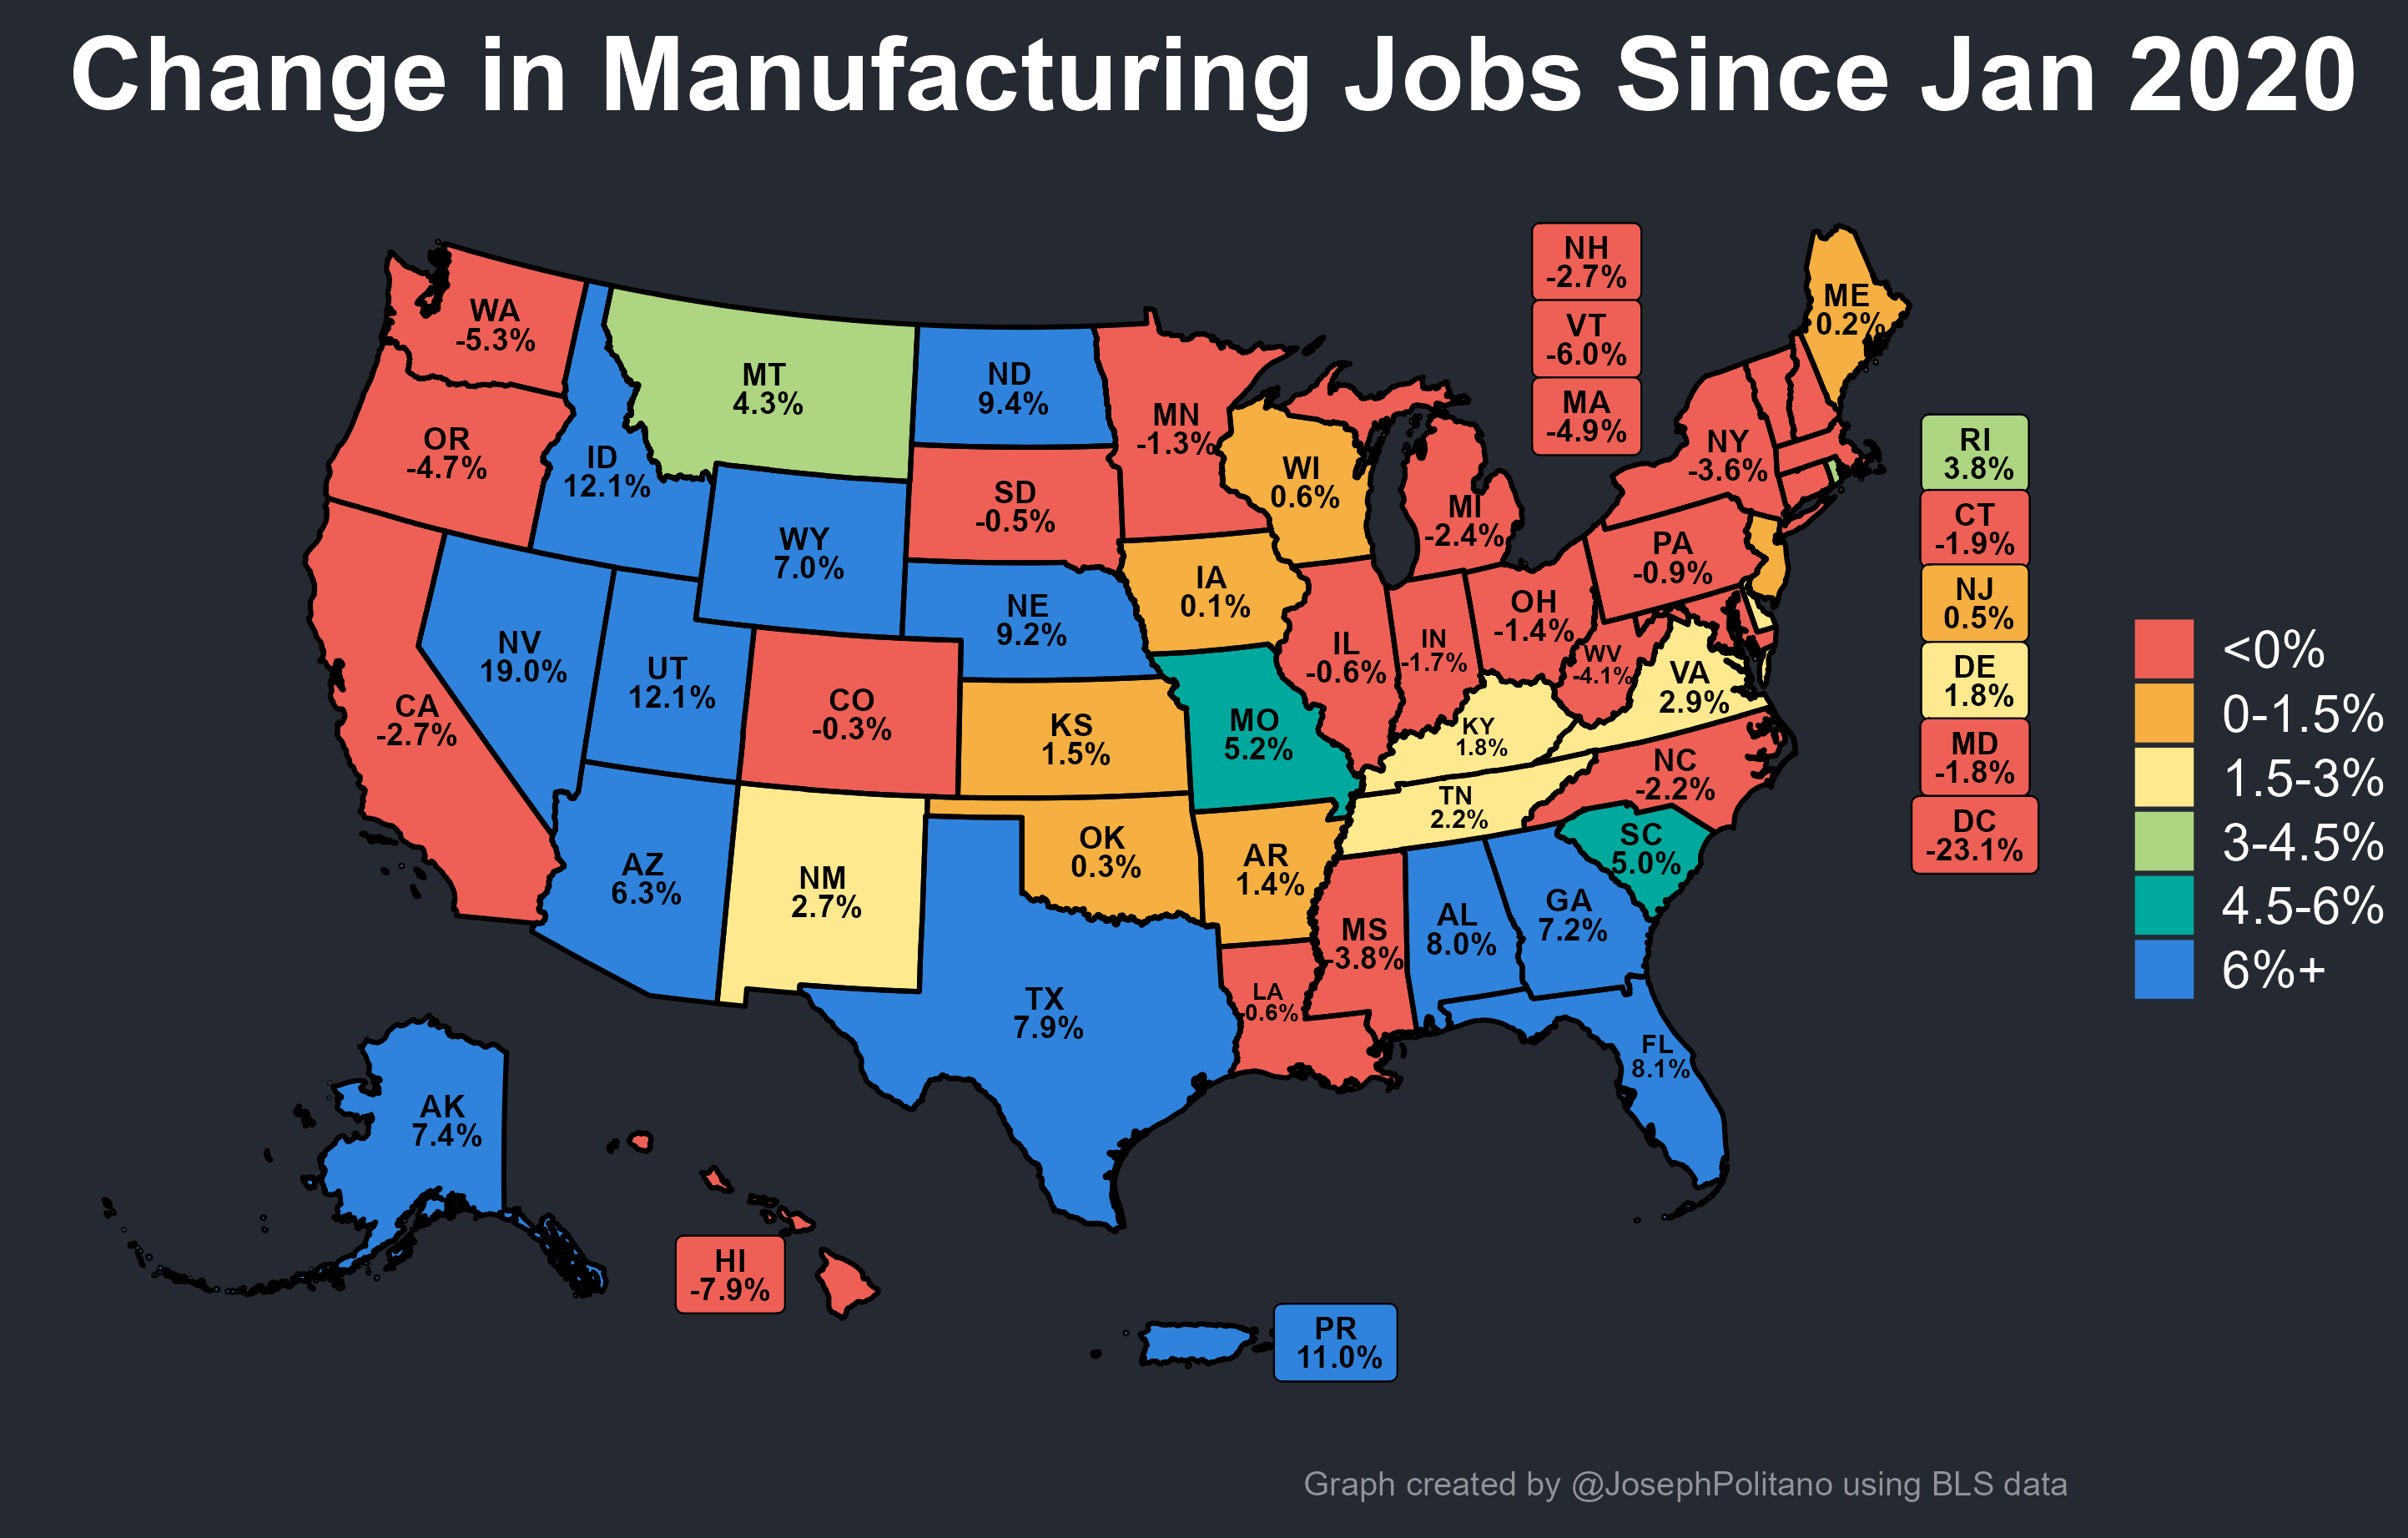 Change in Manufacturing Jobs Since Jan 2020
NH
-2.7%
VT
-6.0%
MA
-4.9%
ME
0.2%
WA
-5.3%
MT
4.3%
ND
9.4%
MN
-1.3%
OR
-4.7%
ID
12.1%
SD
-0.5%
WI
0.6%
MI
-2.4%
NY
-3.6%
RI
3.8%
CT
-1.9%
NJ
0.5%
DE
1.8%
MD
-1.8%
DC
-23.1%
WY
7.0%
NE
9.2%
IA
0.1%
PA
-0.9%
OH
-1.4%
IN
-1.7%
IL
-0.6%
WV
-4.1%
VA
2.9%
NV
19.0%
UT
12.1%
CO
-0.3%
CA
-2.7%
KS
1.5%
MO
5.2%
KY
1.8%
NC
-2.2%
TN
2.2%
SC
5.0%
AZ
6.3%
NM
2.7%
OK
0.3%
AR
1.4%
MS
-3.8%
AL
8.0%
GA
7.2%
LA
-0.6%
TX
7.9%
FL
8.1%
AK
7.4%
HI
-7.9%
PR
11.0%
<0%
0-1.5%
1.5-3%
3-4.5%
4.5-6%
6%+
Graph created by @JosephPolitano using BLS data